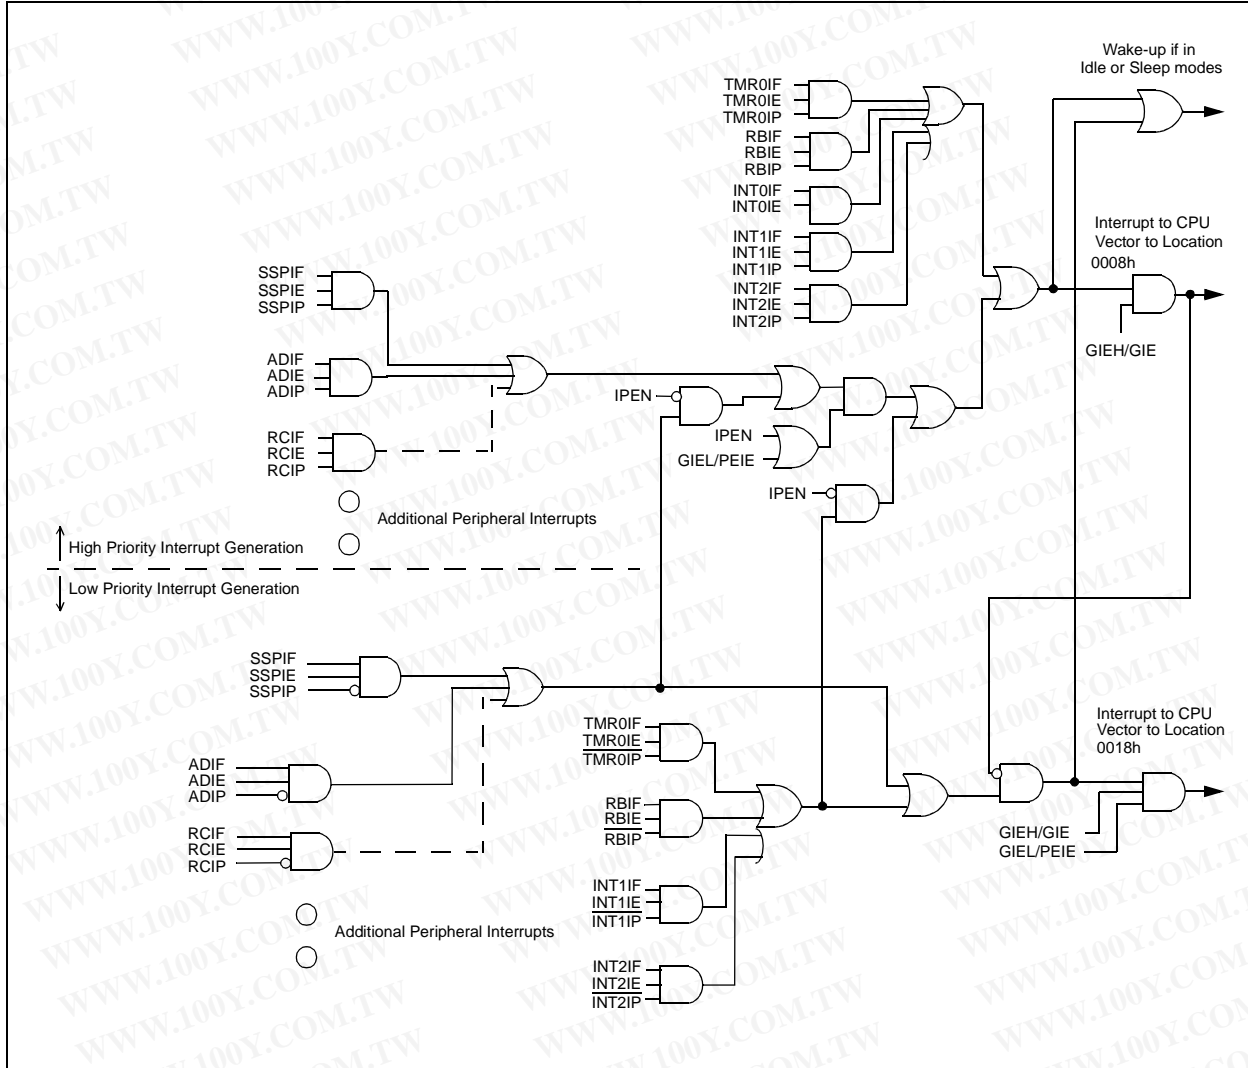 Wake-up if in
Idle or Sleep modes
TMR0IF
TMR0IE
TMR0IP
RBIF
RBIE
RBIP
INT0IF
INT0IE
INT1IF
INT1IE
INT1IP
INT2IF
INT2IE
INT2IP
Interrupt to CPU
Vector to Location
0008h
GIEH/GIE
SSPIF
SSPIE
SSPIP
ADIF
ADIE
ADIP
RCIF
RCIE
RCIP
IPEN
IPEN
GIEL/PEIE
IPEN
Additional Peripheral Interrupts
High Priority Interrupt Generation
Low Priority Interrupt Generation
SSPIF
SSPIE
SSPIP
ADIF
ADIE
ADIP
RCIF
RCIE
RCIP
Additional Peripheral Interrupts
TMR0IF
TMR0IE
TMR0IP
RBIF
RBIE
RBIP
INT1IF
INT1IE
INT1IP
INT2IF
INT2IE
INT2IP
Interrupt to CPU
Vector to Location
0018h
GIEH/GIE
GIEL/PEIE
WWW.100Y.COM.TW